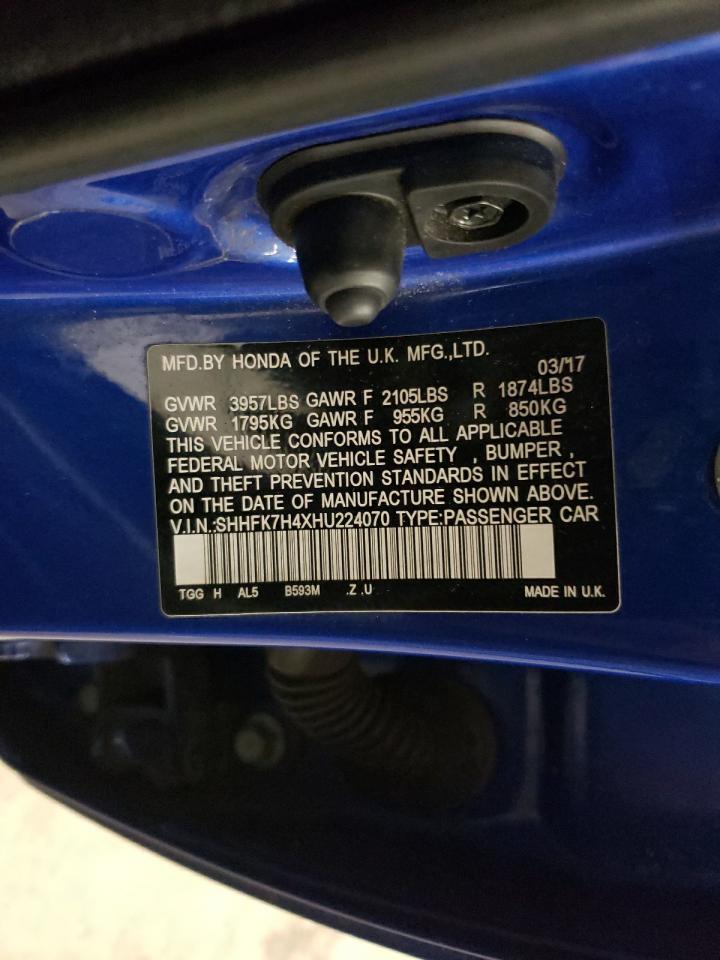 MFD.BY HONDA OF THE U.K. MFG.,LTD.
03/17
GVWR 3957LBS GAWR F 2105LBS R 1874LBS
GVWR 1795KG GAWR F 955KG R 850KG
THIS VEHICLE CONFORMS TO ALL APPLICABLE
FEDERAL MOTOR VEHICLE SAFETY , BUMPER ,
AND THEFT PREVENTION STANDARDS IN EFFECT
ON THE DATE OF MANUFACTURE SHOWN ABOVE.
V.I.N.:SHHFK7H4XHU224070 TYPE:PASSENGER CAR
TGG H AL5 B593M .Z .U MADE IN U.K.